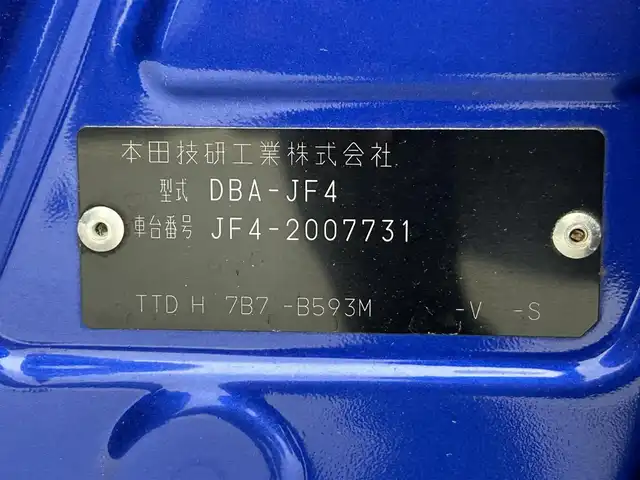 本田技研工業株式会社
型式 DBA-JF4
車台番号 JF4-2007731
TTD H 7B7 -B593M -V -S